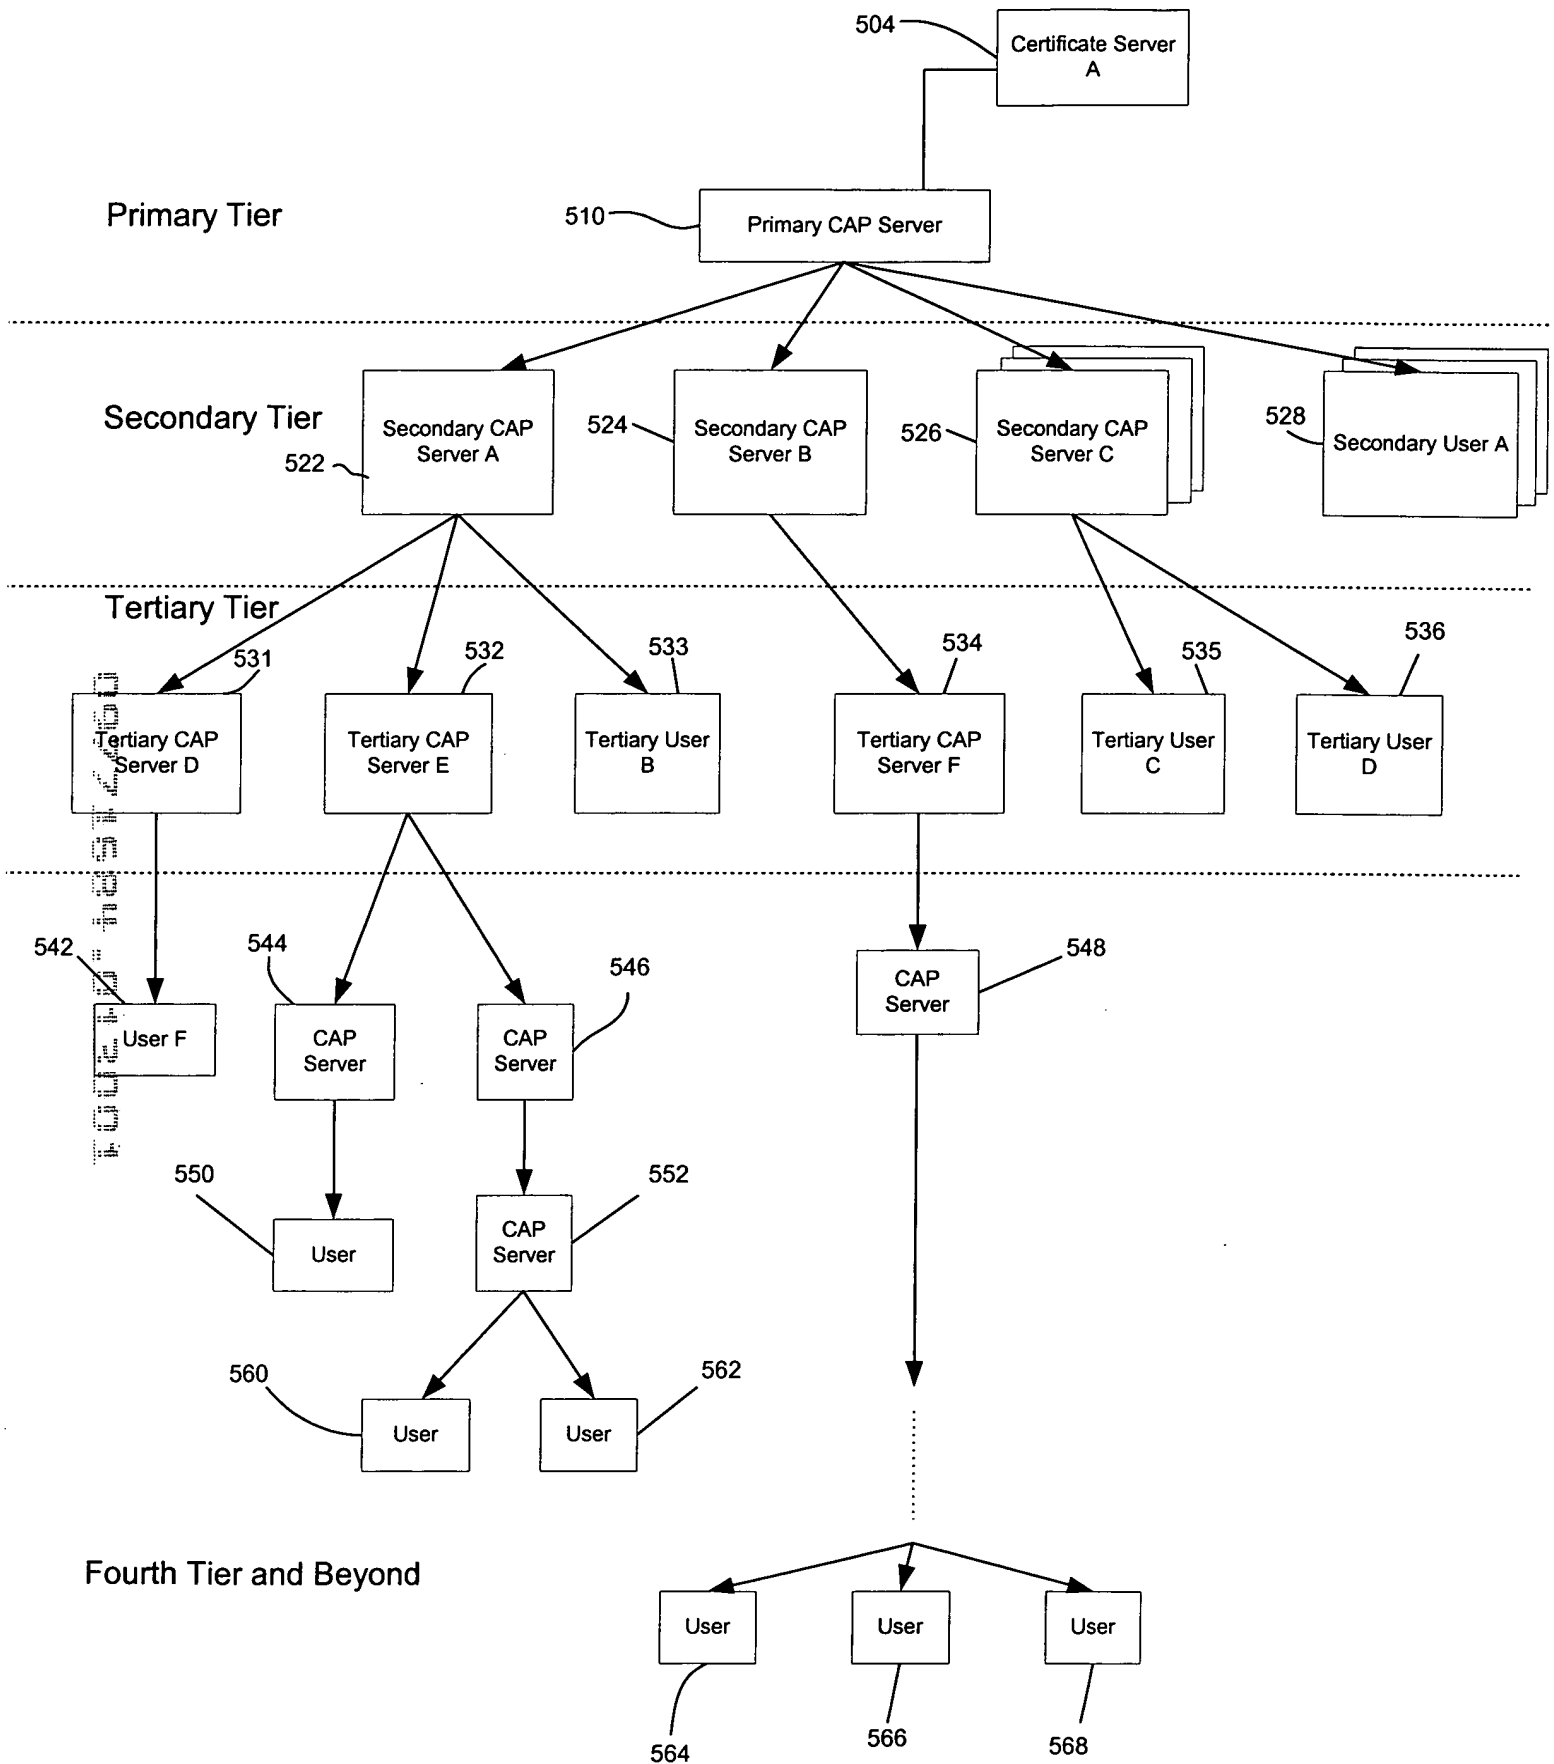 504
Certificate Server
A
Primary Tier
510
Primary CAP Server
Secondary Tier
522
Secondary CAP
Server A
524
Secondary CAP
Server B
526
Secondary CAP
Server C
528
Secondary User A
Tertiary Tier
531
532
533
534
535
536
Tertiary CAP
Server D
Tertiary CAP
Server E
Tertiary User
B
Tertiary CAP
Server F
Tertiary User
C
Tertiary User
D
542
544
546
548
User F
CAP
Server
CAP
Server
CAP
Server
550
552
User
CAP
Server
560
562
User
User
Fourth Tier and Beyond
User
User
User
564
566
568